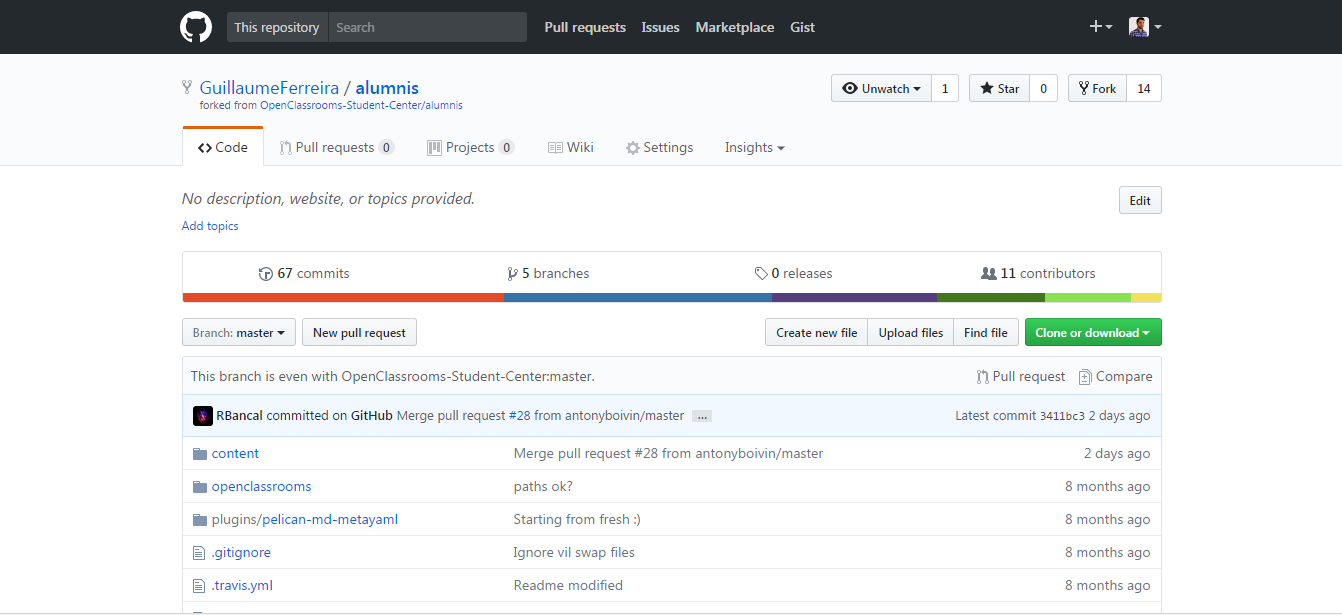 This repository Search Pull requests Issues Marketplace Gist
GuillaumeFerreira / alumnis Unwatch 1 Star 0 Fork 14
forked from OpenClassrooms-Student-Center/alumnis
Code Pull requests 0 Projects 0 Wiki Settings Insights
No description, website, or topics provided. Edit
Add topics
67 commits 5 branches 0 releases 11 contributors
Branch: master New pull request Create new file Upload files Find file Clone or download
This branch is even with OpenClassrooms-Student-Center:master. Pull request Compare
RBancal committed on GitHub Merge pull request #28 from antonyboivin/master … Latest commit 3411bc3 2 days ago
content Merge pull request #28 from antonyboivin/master 2 days ago
openclassrooms paths ok? 8 months ago
plugins/pelican-md-metayaml Starting from fresh :) 8 months ago
.gitignore Ignore vil swap files 8 months ago
.travis.yml Readme modified 8 months ago